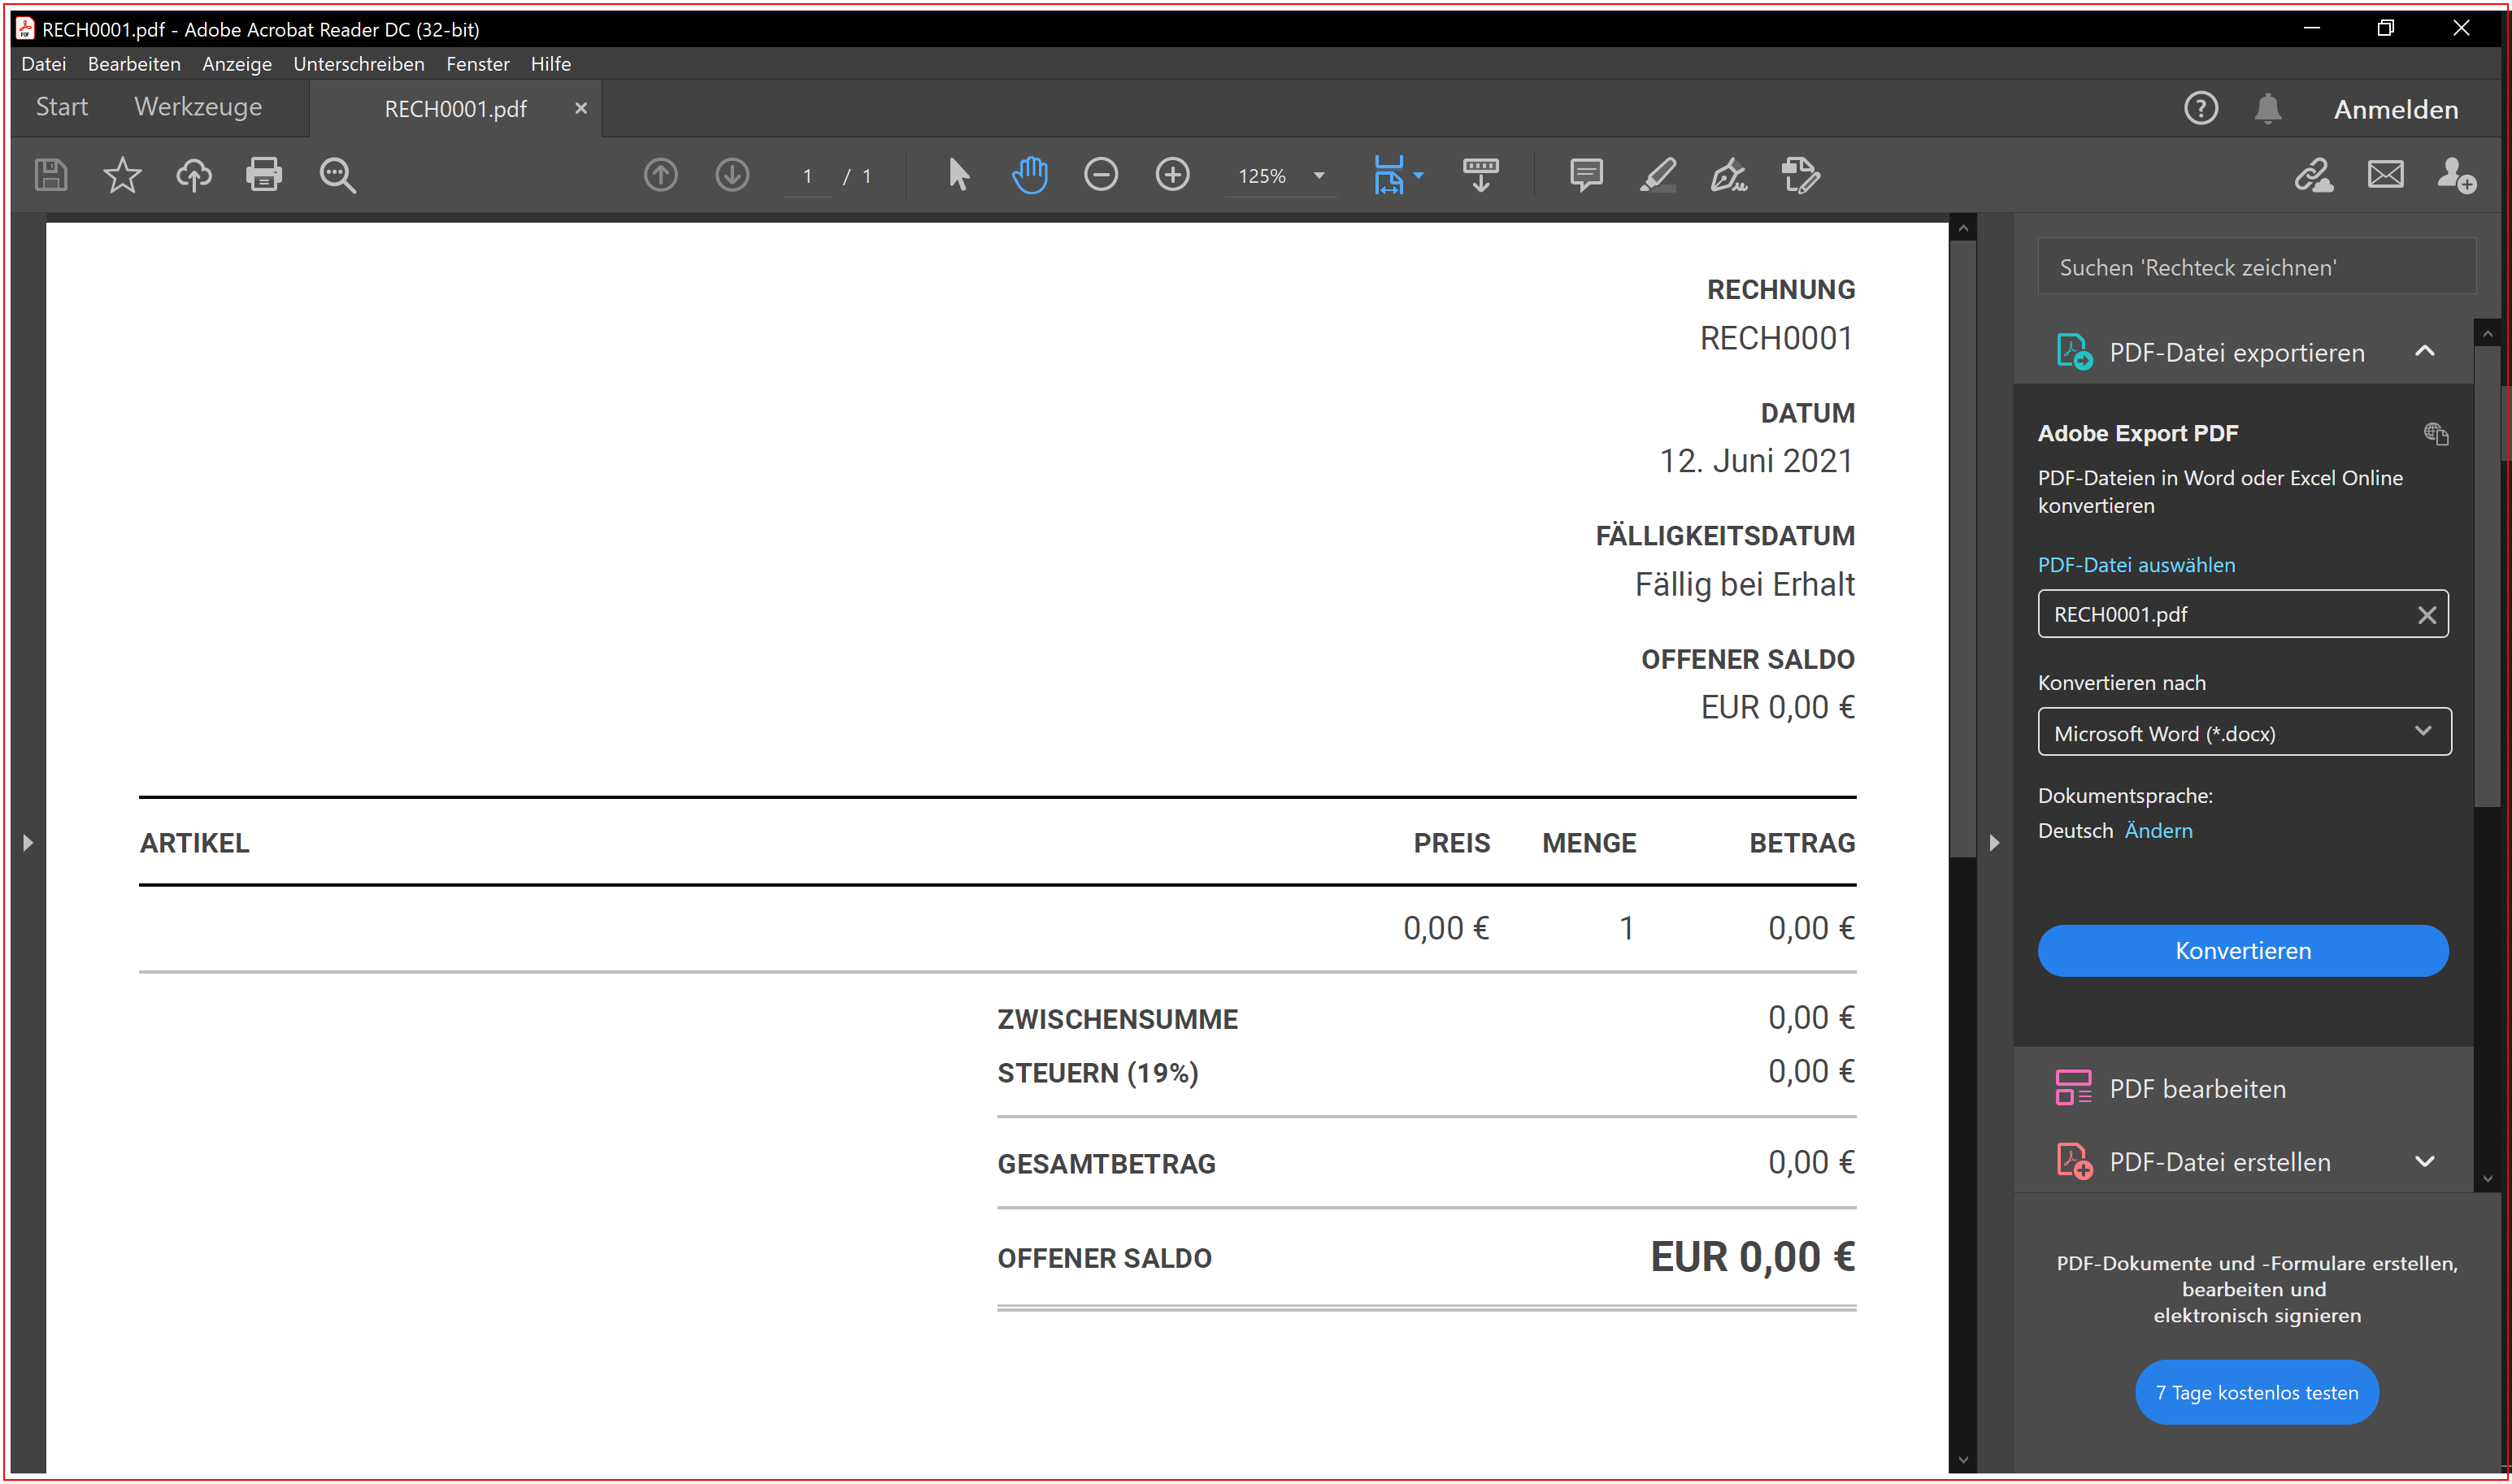 RECH0001.pdf - Adobe Acrobat Reader DC (32-bit)
Datei Bearbeiten Anzeige Unterschreiben Fenster Hilfe
Start Werkzeuge RECH0001.pdf Anmelden
1 / 1 125%
RECHNUNG
RECH0001
DATUM
12. Juni 2021
FÄLLIGKEITSDATUM
Fällig bei Erhalt
OFFENER SALDO
EUR 0,00 €
ARTIKEL PREIS MENGE BETRAG
0,00 € 1 0,00 €
ZWISCHENSUMME 0,00 €
STEUERN (19%) 0,00 €
GESAMTBETRAG 0,00 €
OFFENER SALDO EUR 0,00 €
Suchen 'Rechteck zeichnen'
PDF-Datei exportieren
Adobe Export PDF
PDF-Dateien in Word oder Excel Online
konvertieren
PDF-Datei auswählen
RECH0001.pdf
Konvertieren nach
Microsoft Word (*.docx)
Dokumentsprache:
Deutsch Ändern
Konvertieren
PDF bearbeiten
PDF-Datei erstellen
PDF-Dokumente und -Formulare erstellen,
bearbeiten und
elektronisch signieren
7 Tage kostenlos testen